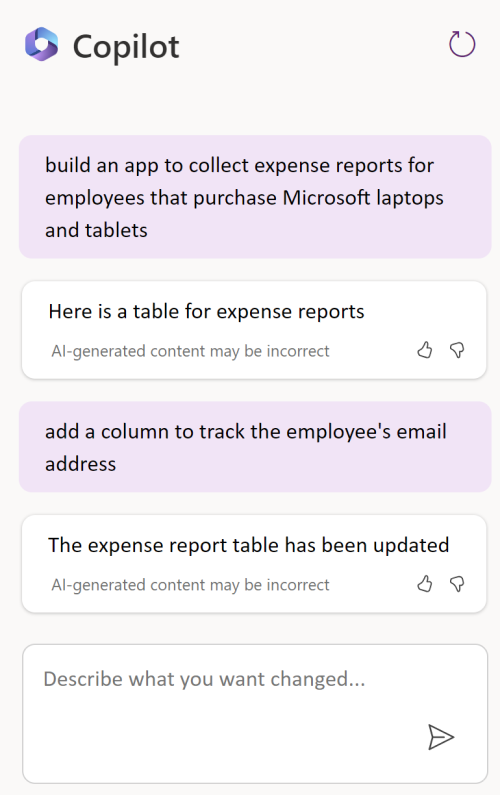 Copilot
build an app to collect expense reports for
employees that purchase Microsoft laptops
and tablets
Here is a table for expense reports
AI-generated content may be incorrect
add a column to track the employee's email
address
The expense report table has been updated
AI-generated content may be incorrect
Describe what you want changed...